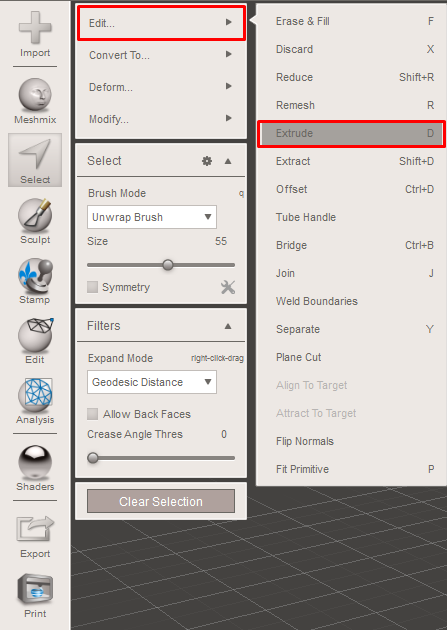 Import
Meshmix
Select
Sculpt
Stamp
Edit
Analysis
Shaders
Export
Print
Edit...
Convert To...
Deform...
Modify...
Select
Brush Mode q
Unwrap Brush
Size 55
Symmetry
Filters
Expand Mode right-click-drag
Geodesic Distance
Allow Back Faces
Crease Angle Thres 0
Clear Selection
Erase & Fill F
Discard X
Reduce Shift+R
Remesh R
Extrude D
Extract Shift+D
Offset Ctrl+D
Tube Handle
Bridge Ctrl+B
Join J
Weld Boundaries
Separate Y
Plane Cut
Align To Target
Attract To Target
Flip Normals
Fit Primitive P